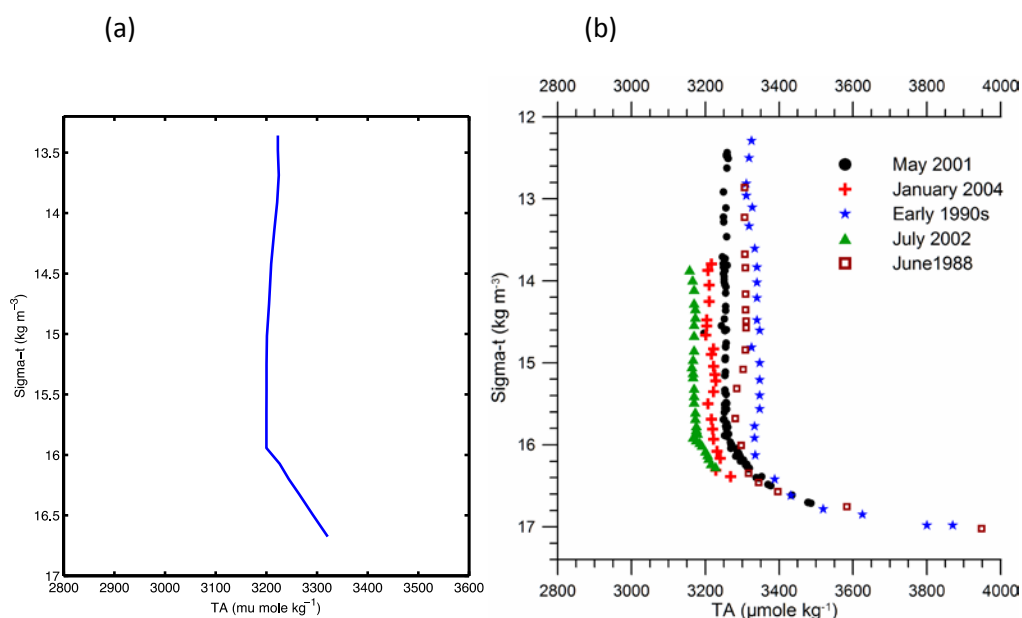 (a)
(b)
13.5
14
14.5
15
15.5
16
16.5
17
2800 2900 3000 3100 3200 3300 3400 3500 3600
Sigma–t (kg m⁻³)
TA (mu mole kg⁻¹)
2800 3000 3200 3400 3600 3800 4000
12
13
14
15
16
17
Sigma-t (kg m⁻³)
May 2001
January 2004
Early 1990s
July 2002
June1988
2800 3000 3200 3400 3600 3800 4000
TA (µmole kg⁻¹)